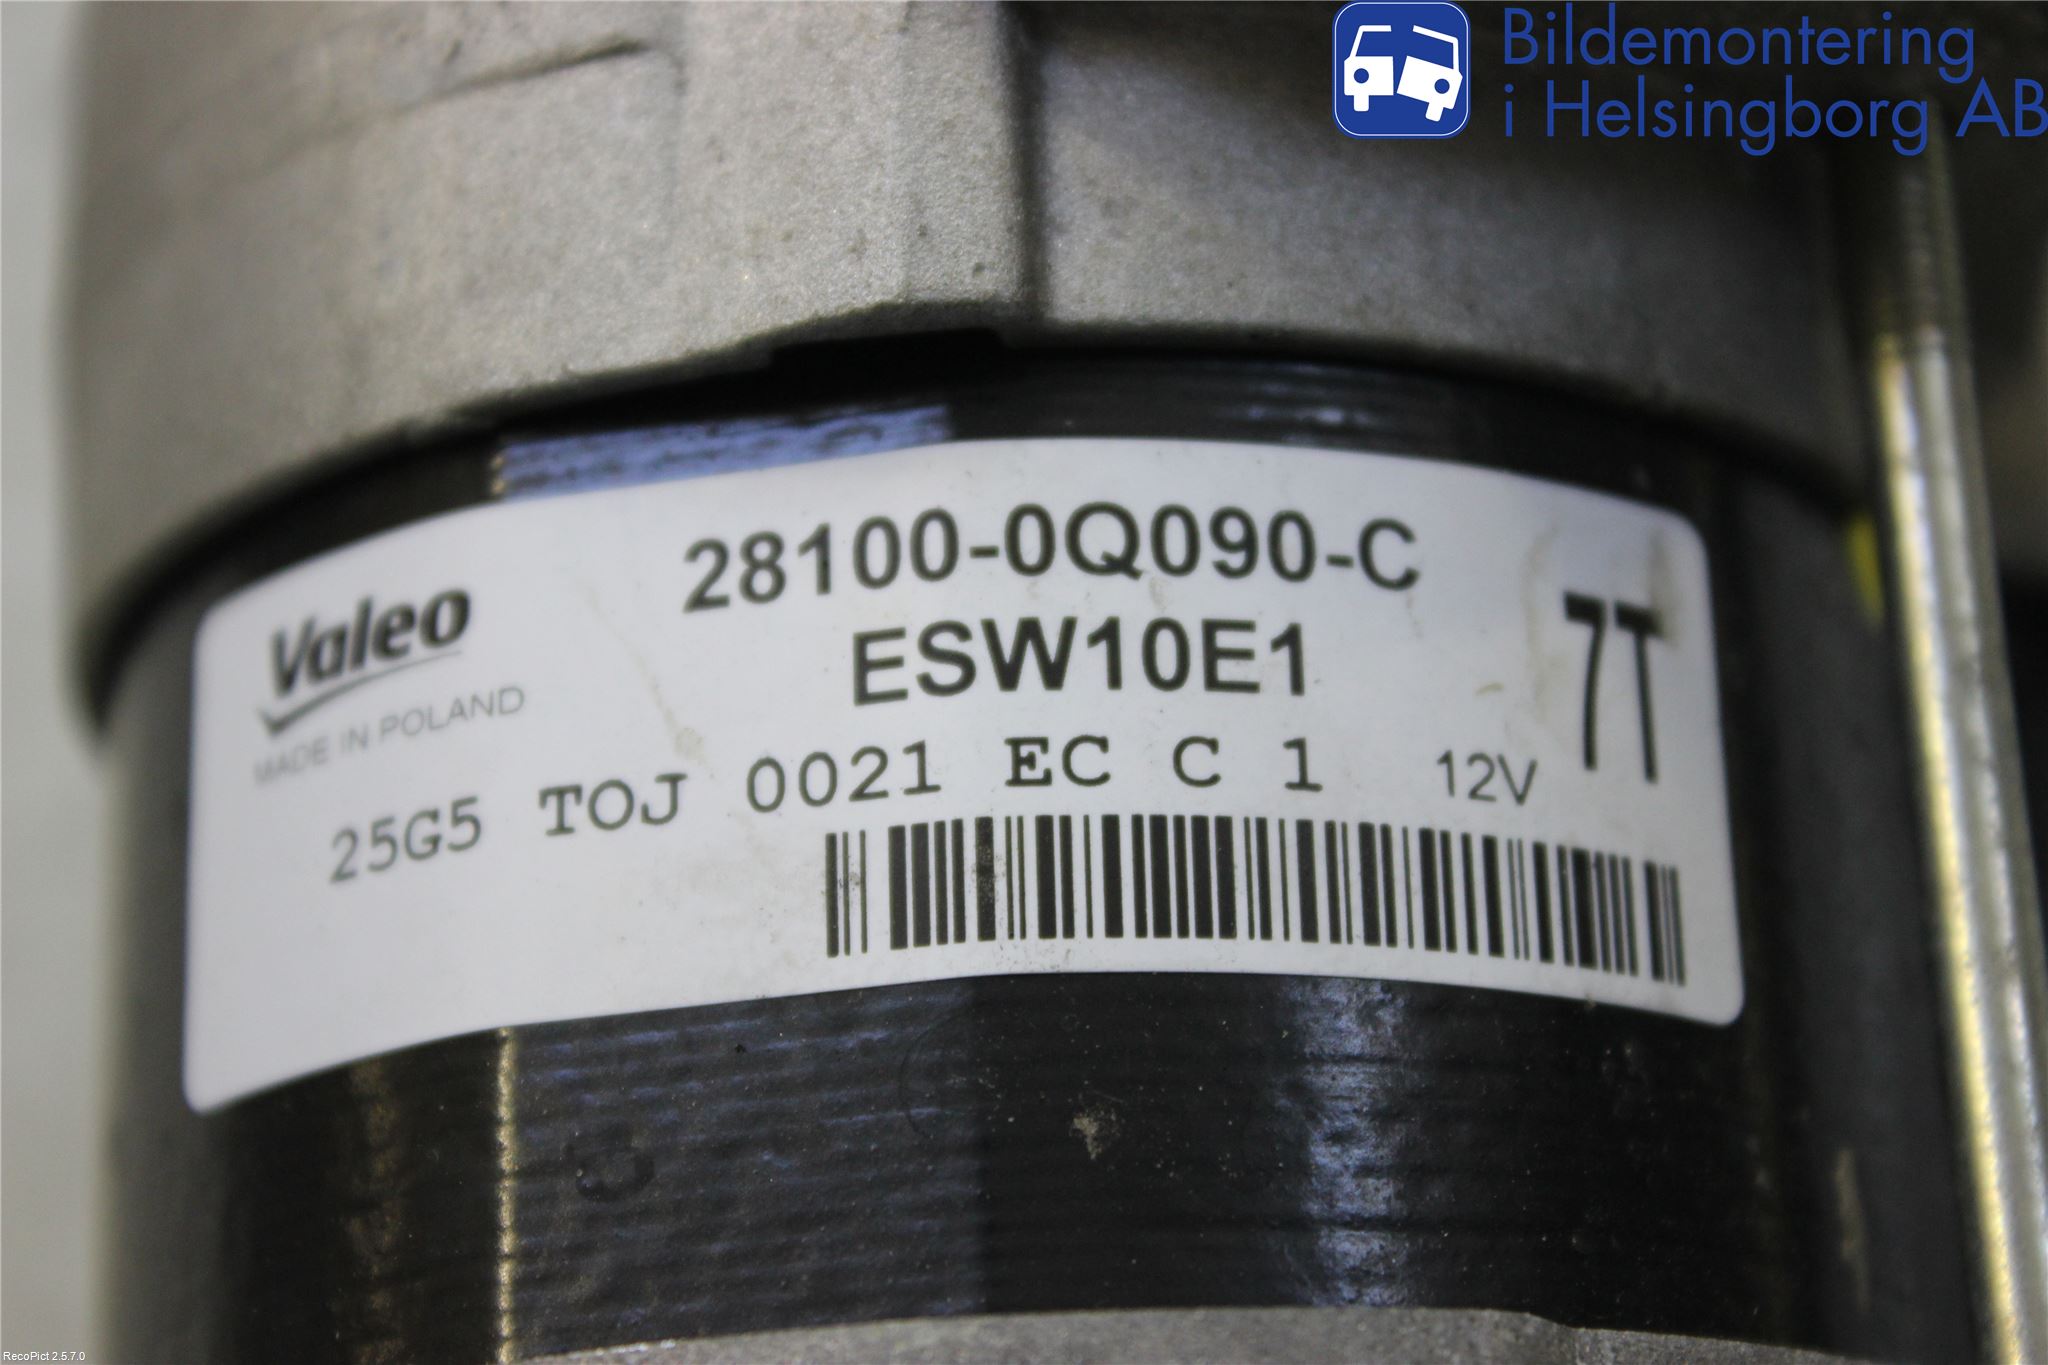 Bildemontering
i Helsingborg AB
28100-0Q090-C
Valeo
ESW10E1
7T
MADE IN POLAND
25G5 TOJ 0021 EC C 1 12V
RecoPict 2.5.7.0